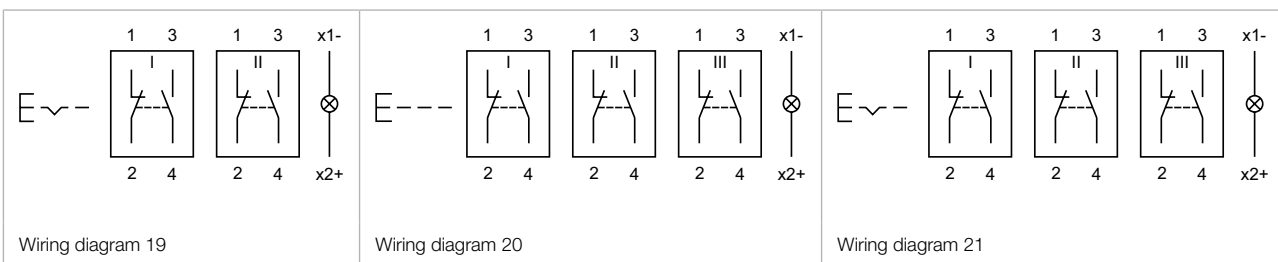 1 3 1 3 x1-
I II
2 4 2 4 x2+
Wiring diagram 19
1 3 1 3 1 3 x1-
I II III
2 4 2 4 2 4 x2+
Wiring diagram 20
1 3 1 3 1 3 x1-
I II III
2 4 2 4 2 4 x2+
Wiring diagram 21